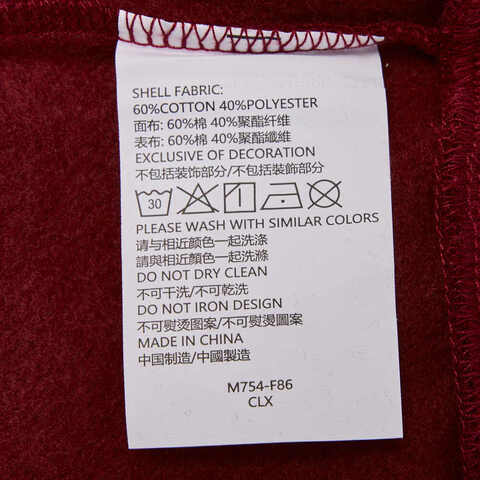 SHELL FABRIC:
60%COTTON 40%POLYESTER
面布: 60%棉 40%聚酯纤维
表布: 60%棉 40%聚酯纖維
EXCLUSIVE OF DECORATION
不包括装饰部分/不包括裝飾部分
30
PLEASE WASH WITH SIMILAR COLORS
请与相近颜色一起洗涤
請與相近顏色一起洗滌
DO NOT DRY CLEAN
不可干洗/不可乾洗
DO NOT IRON DESIGN
不可熨烫图案/不可熨燙圖案
MADE IN CHINA
中国制造/中國製造
M754-F86
CLX